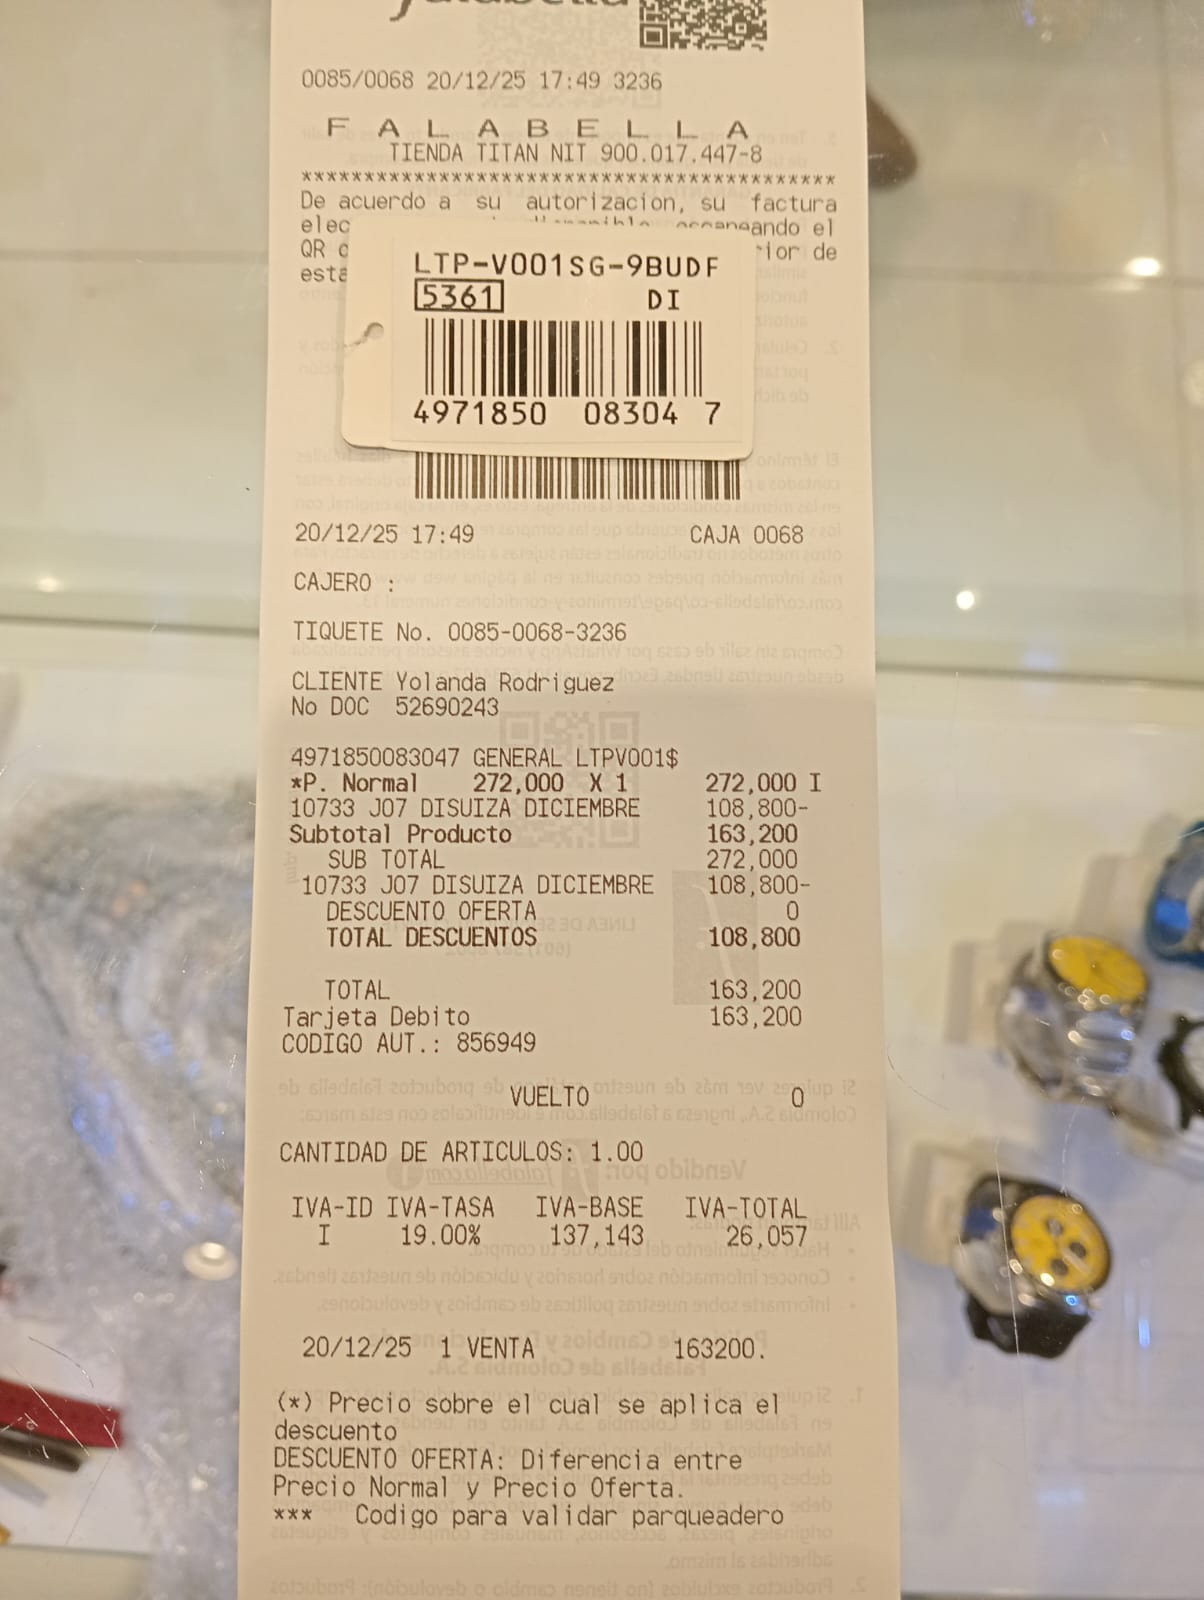 falabella
0085/0068 20/12/25 17:49 3236
F A L A B E L L A
TIENDA TITAN NIT 900.017.447-8
******************************************
De acuerdo a su autorizacion, su factura
elec escaneando el
QR
esta
LTP-V001SG-9BUDF
5361 DI
4971850 08304 7
20/12/25 17:49 CAJA 0068
CAJERO :
TIQUETE No. 0085-0068-3236
CLIENTE Yolanda Rodriguez
No DOC 52690243
4971850083047 GENERAL LTPV001$
*P. Normal 272,000 X 1 272,000 I
10733 J07 DISUIZA DICIEMBRE 108,800-
Subtotal Producto 163,200
SUB TOTAL 272,000
10733 J07 DISUIZA DICIEMBRE 108,800-
DESCUENTO OFERTA 0
TOTAL DESCUENTOS 108,800
TOTAL 163,200
Tarjeta Debito 163,200
CODIGO AUT.: 856949
VUELTO 0
CANTIDAD DE ARTICULOS: 1.00
IVA-ID IVA-TASA IVA-BASE IVA-TOTAL
I 19.00% 137,143 26,057
20/12/25 1 VENTA 163200.
(*) Precio sobre el cual se aplica el
descuento
DESCUENTO OFERTA: Diferencia entre
Precio Normal y Precio Oferta.
*** Codigo para validar parqueadero